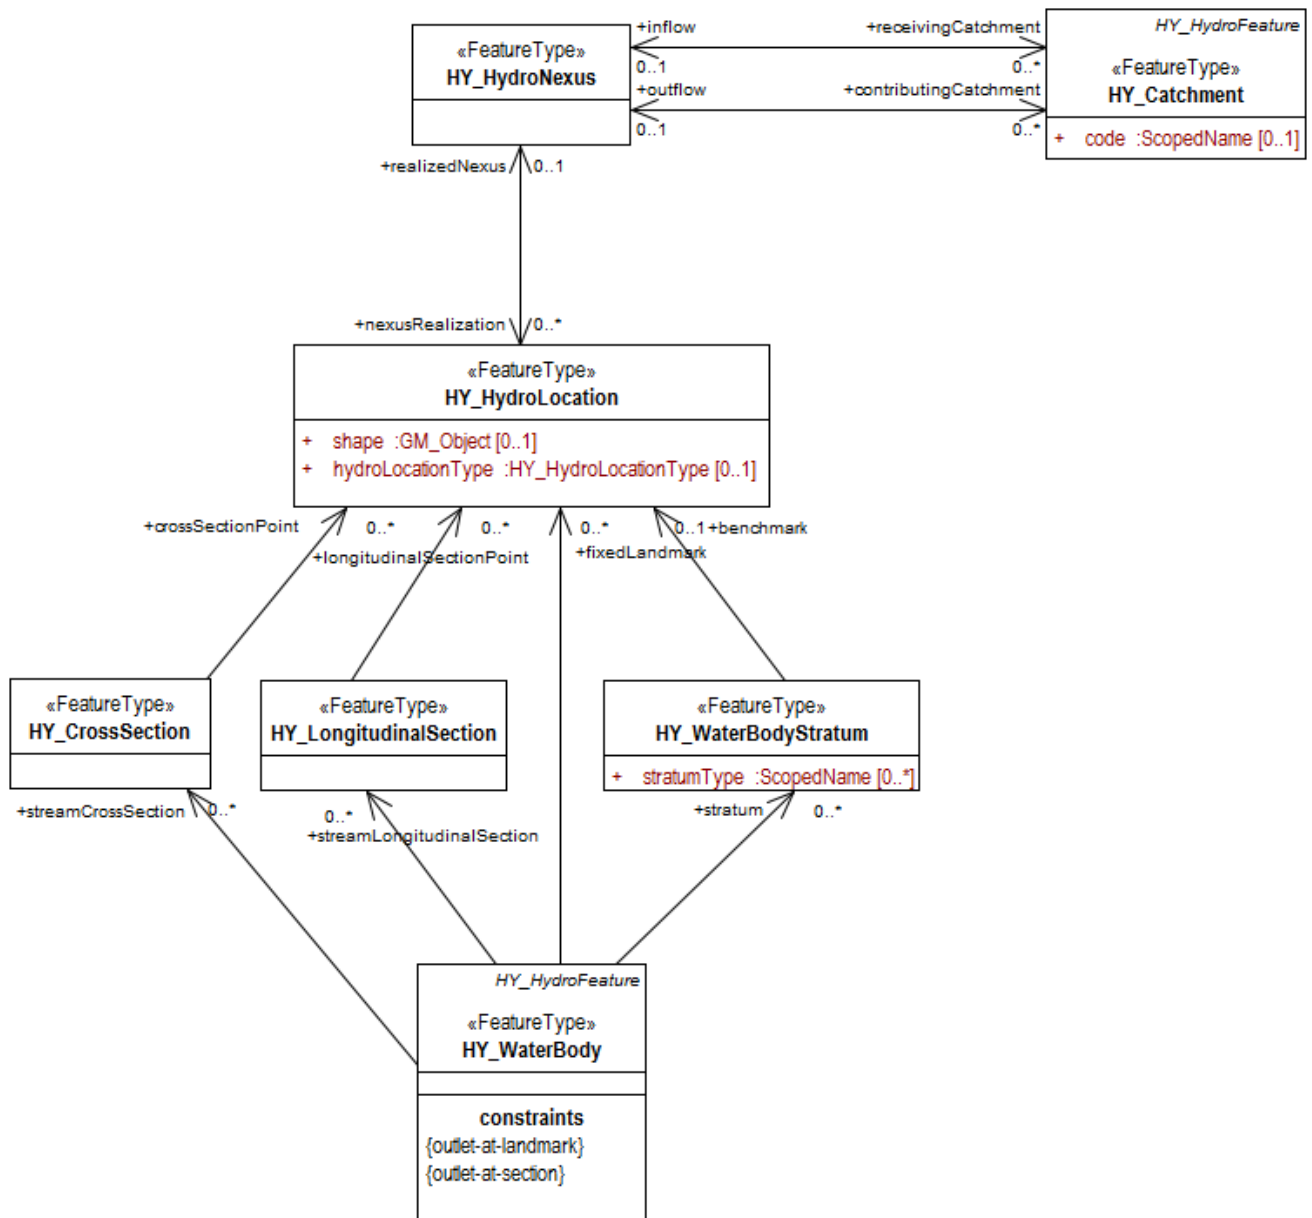 +inflow
+receivingCatchment
HY_HydroFeature
«FeatureType»
HY_HydroNexus
0..1
0..*
«FeatureType»
HY_Catchment
+outflow
+contributingCatchment
0..1
0..*
+ code :ScopedName [0..1]
+realizedNexus
0..1
+nexusRealization
0..*
«FeatureType»
HY_HydroLocation
+ shape :GM_Object [0..1]
+ hydroLocationType :HY_HydroLocationType [0..1]
+crossSectionPoint
0..*
0..*
0..*
0..1
+benchmark
+longitudinalSectionPoint
+fixedLandmark
«FeatureType»
HY_CrossSection
«FeatureType»
HY_LongitudinalSection
«FeatureType»
HY_WaterBodyStratum
+ stratumType :ScopedName [0..*]
+streamCrossSection
0..*
0..*
+streamLongitudinalSection
+stratum
0..*
HY_HydroFeature
«FeatureType»
HY_WaterBody
constraints
{outlet-at-landmark}
{outlet-at-section}